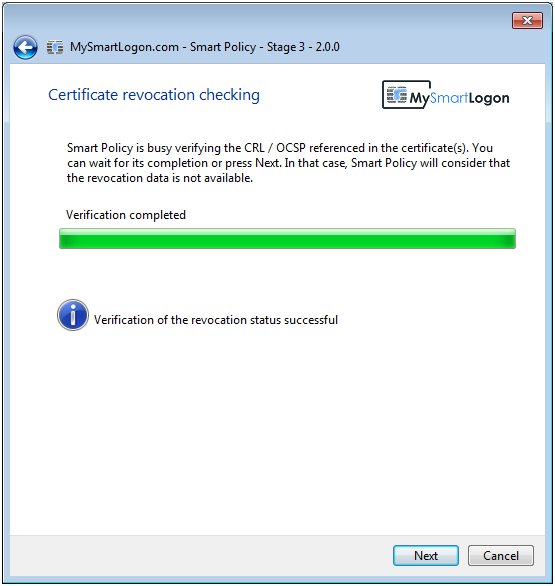 MySmartLogon.com - Smart Policy - Stage 3 - 2.0.0
Certificate revocation checking
MySmartLogon
Smart Policy is busy verifying the CRL / OCSP referenced in the certificate(s). You
can wait for its completion or press Next. In that case, Smart Policy will consider that
the revocation data is not available.
Verification completed
Verification of the revocation status successful
Next
Cancel